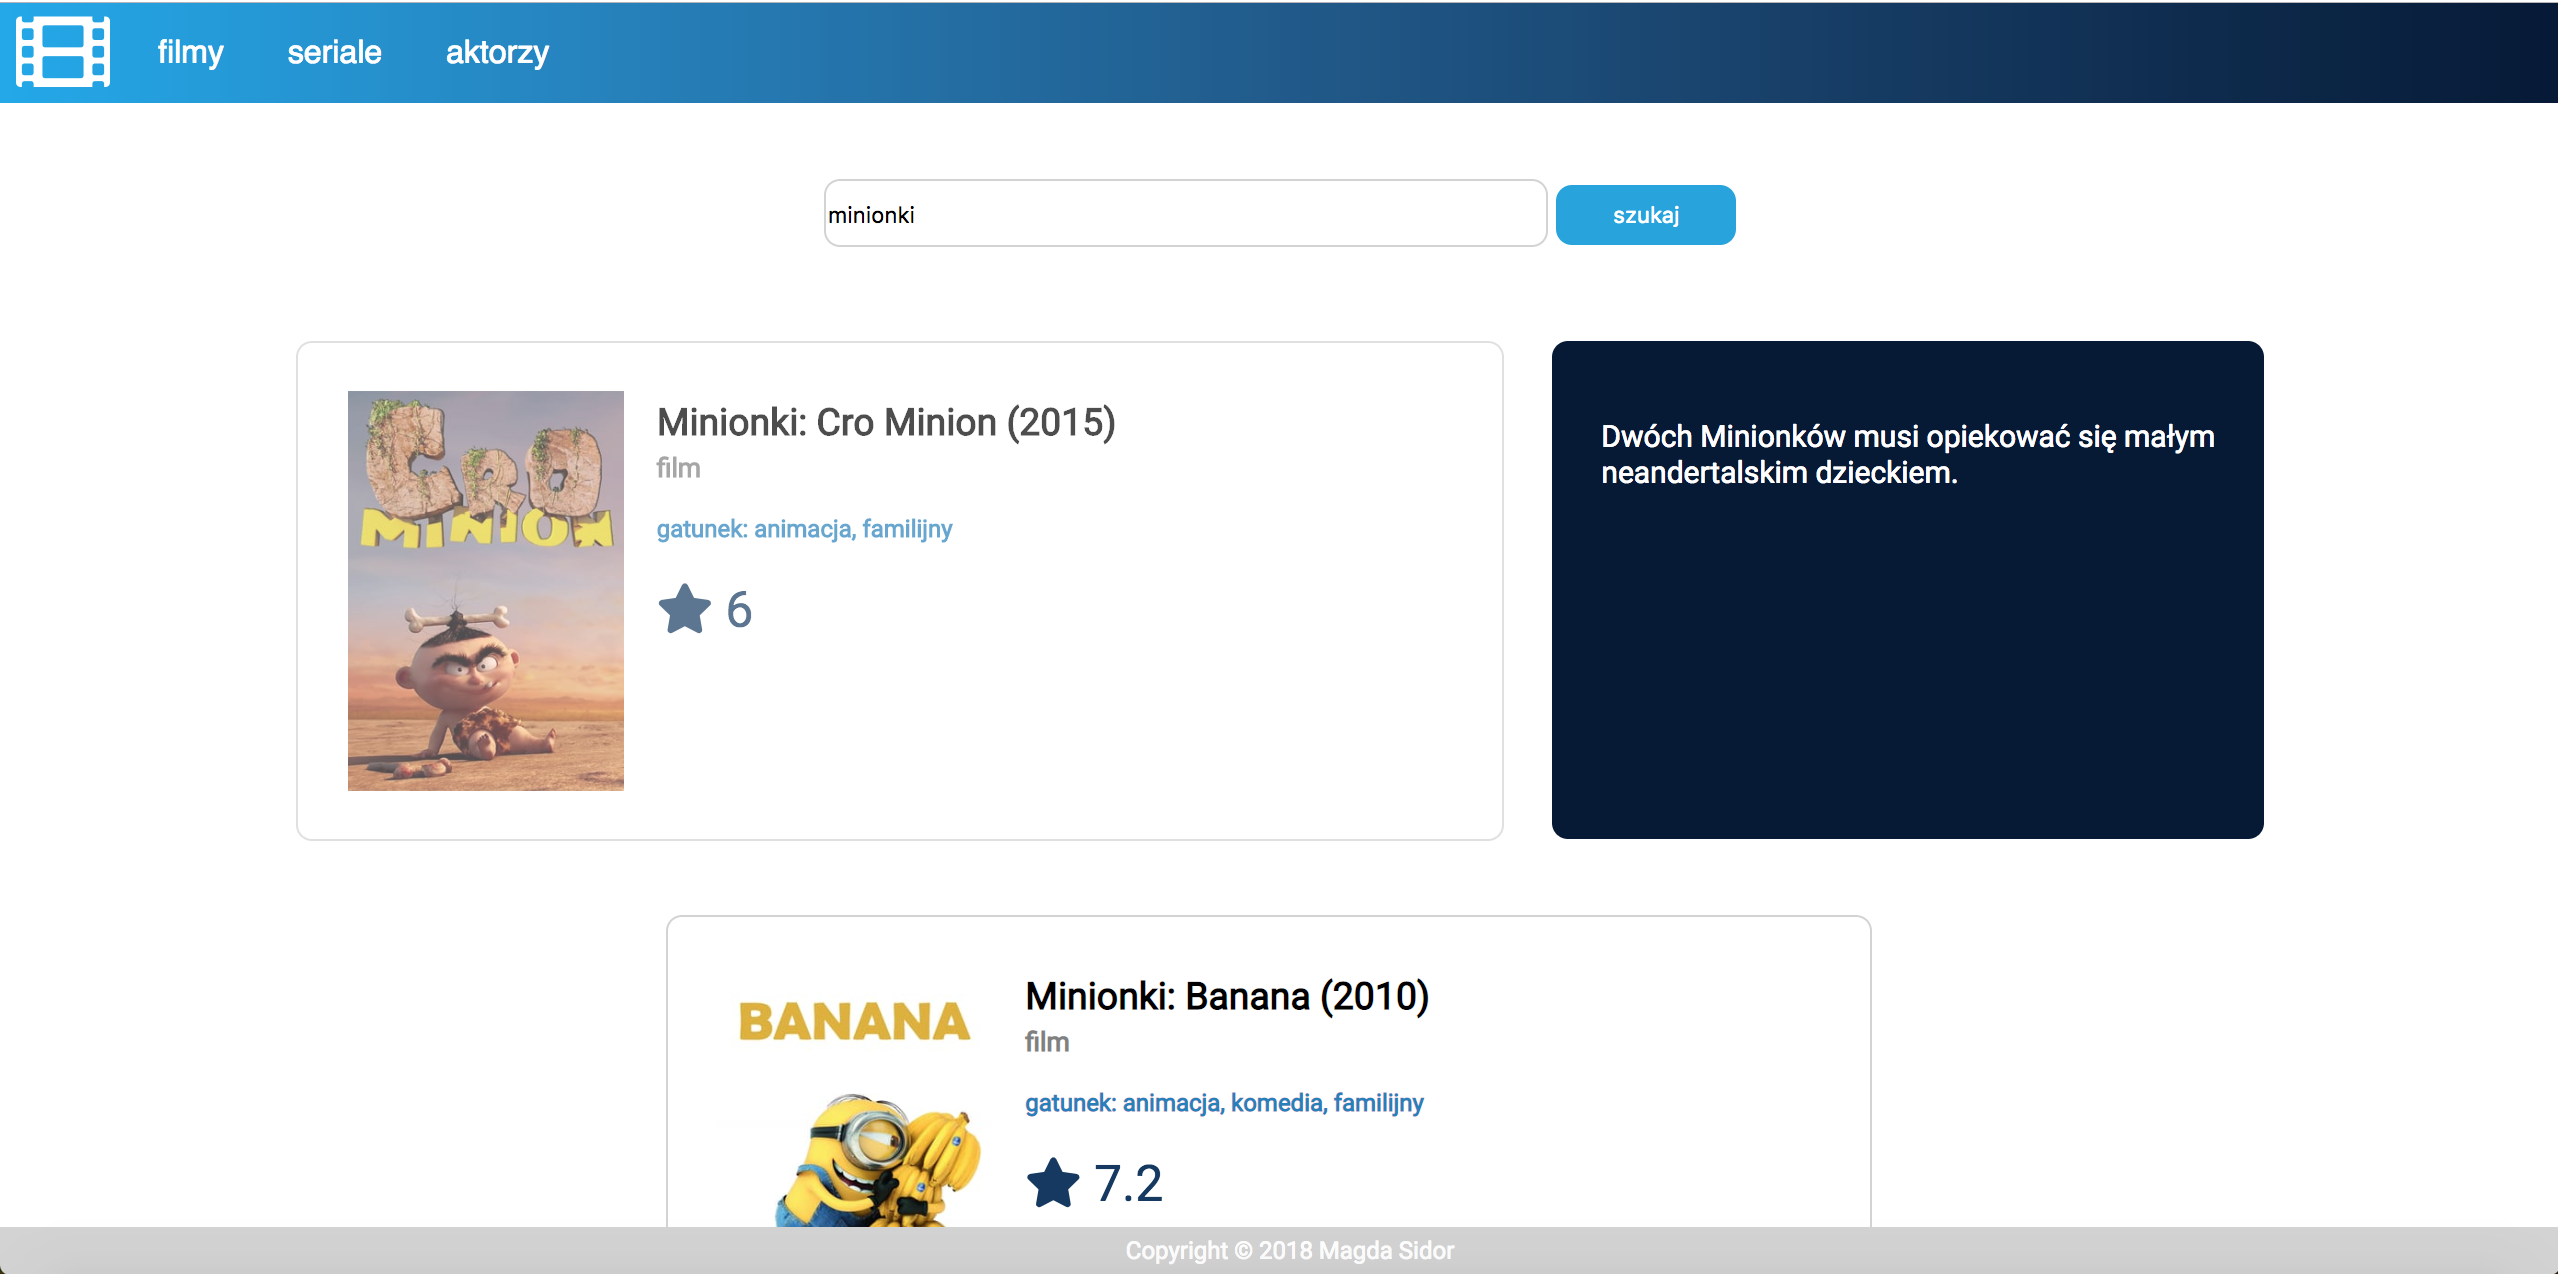 filmy seriale aktorzy
minionki szukaj
CRO
MINION
Minionki: Cro Minion (2015)
film
gatunek: animacja, familijny
6
Dwóch Minionków musi opiekować się małym
neandertalskim dzieckiem.
BANANA
Minionki: Banana (2010)
film
gatunek: animacja, komedia, familijny
7.2
Copyright © 2018 Magda Sidor